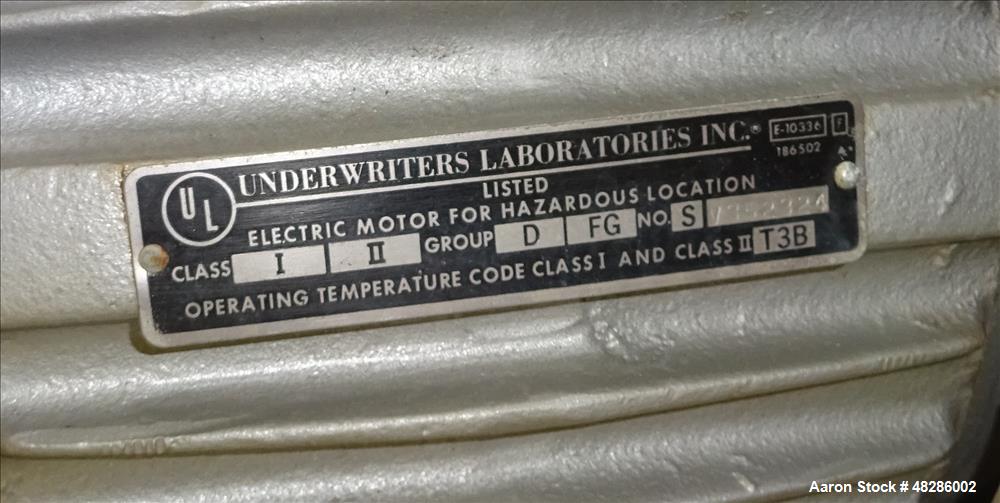 UL UNDERWRITERS LABORATORIES INC.® E-10336 F
186502
LISTED
ELECTRIC MOTOR FOR HAZARDOUS LOCATION
CLASS I II GROUP D FG NO. S
OPERATING TEMPERATURE CODE CLASS I AND CLASS II T3B
Aaron Stock # 48286002